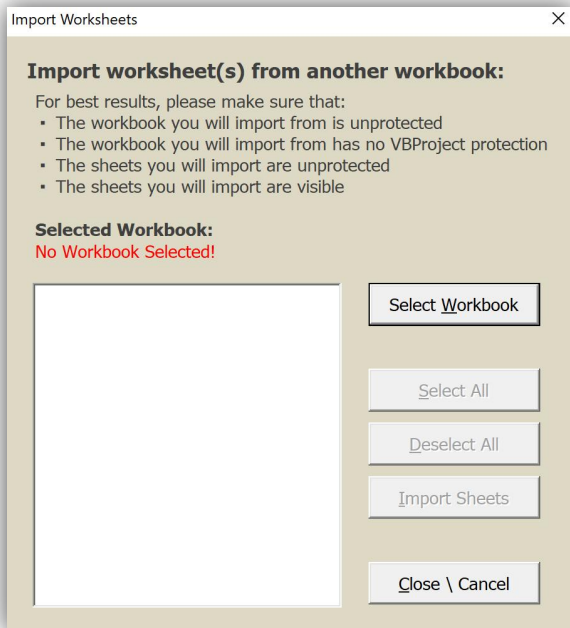 Import Worksheets
Import worksheet(s) from another workbook:
For best results, please make sure that:
▪ The workbook you will import from is unprotected
▪ The workbook you will import from has no VBProject protection
▪ The sheets you will import are unprotected
▪ The sheets you will import are visible
Selected Workbook:
No Workbook Selected!
Select Workbook
Select All
Deselect All
Import Sheets
Close \ Cancel